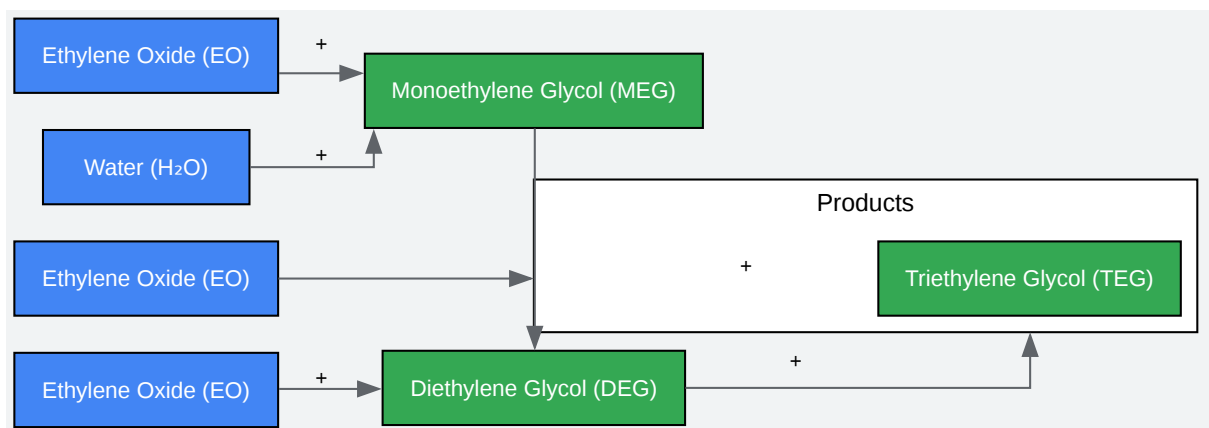 Ethylene Oxide (EO)
+
Monoethylene Glycol (MEG)
Water (H₂O)
+
Products
Ethylene Oxide (EO)
+
Triethylene Glycol (TEG)
Ethylene Oxide (EO)
+
Diethylene Glycol (DEG)
+